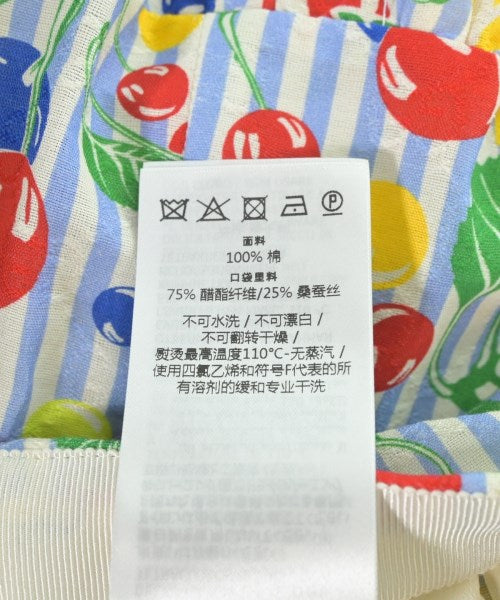 P
面料
100% 棉
口袋里料
75% 醋酯纤维/25% 桑蚕丝
不可水洗 / 不可漂白 /
不可翻转干燥 /
熨烫最高温度110°C-无蒸汽 /
使用四氯乙烯和符号F代表的所
有溶剂的缓和专业干洗